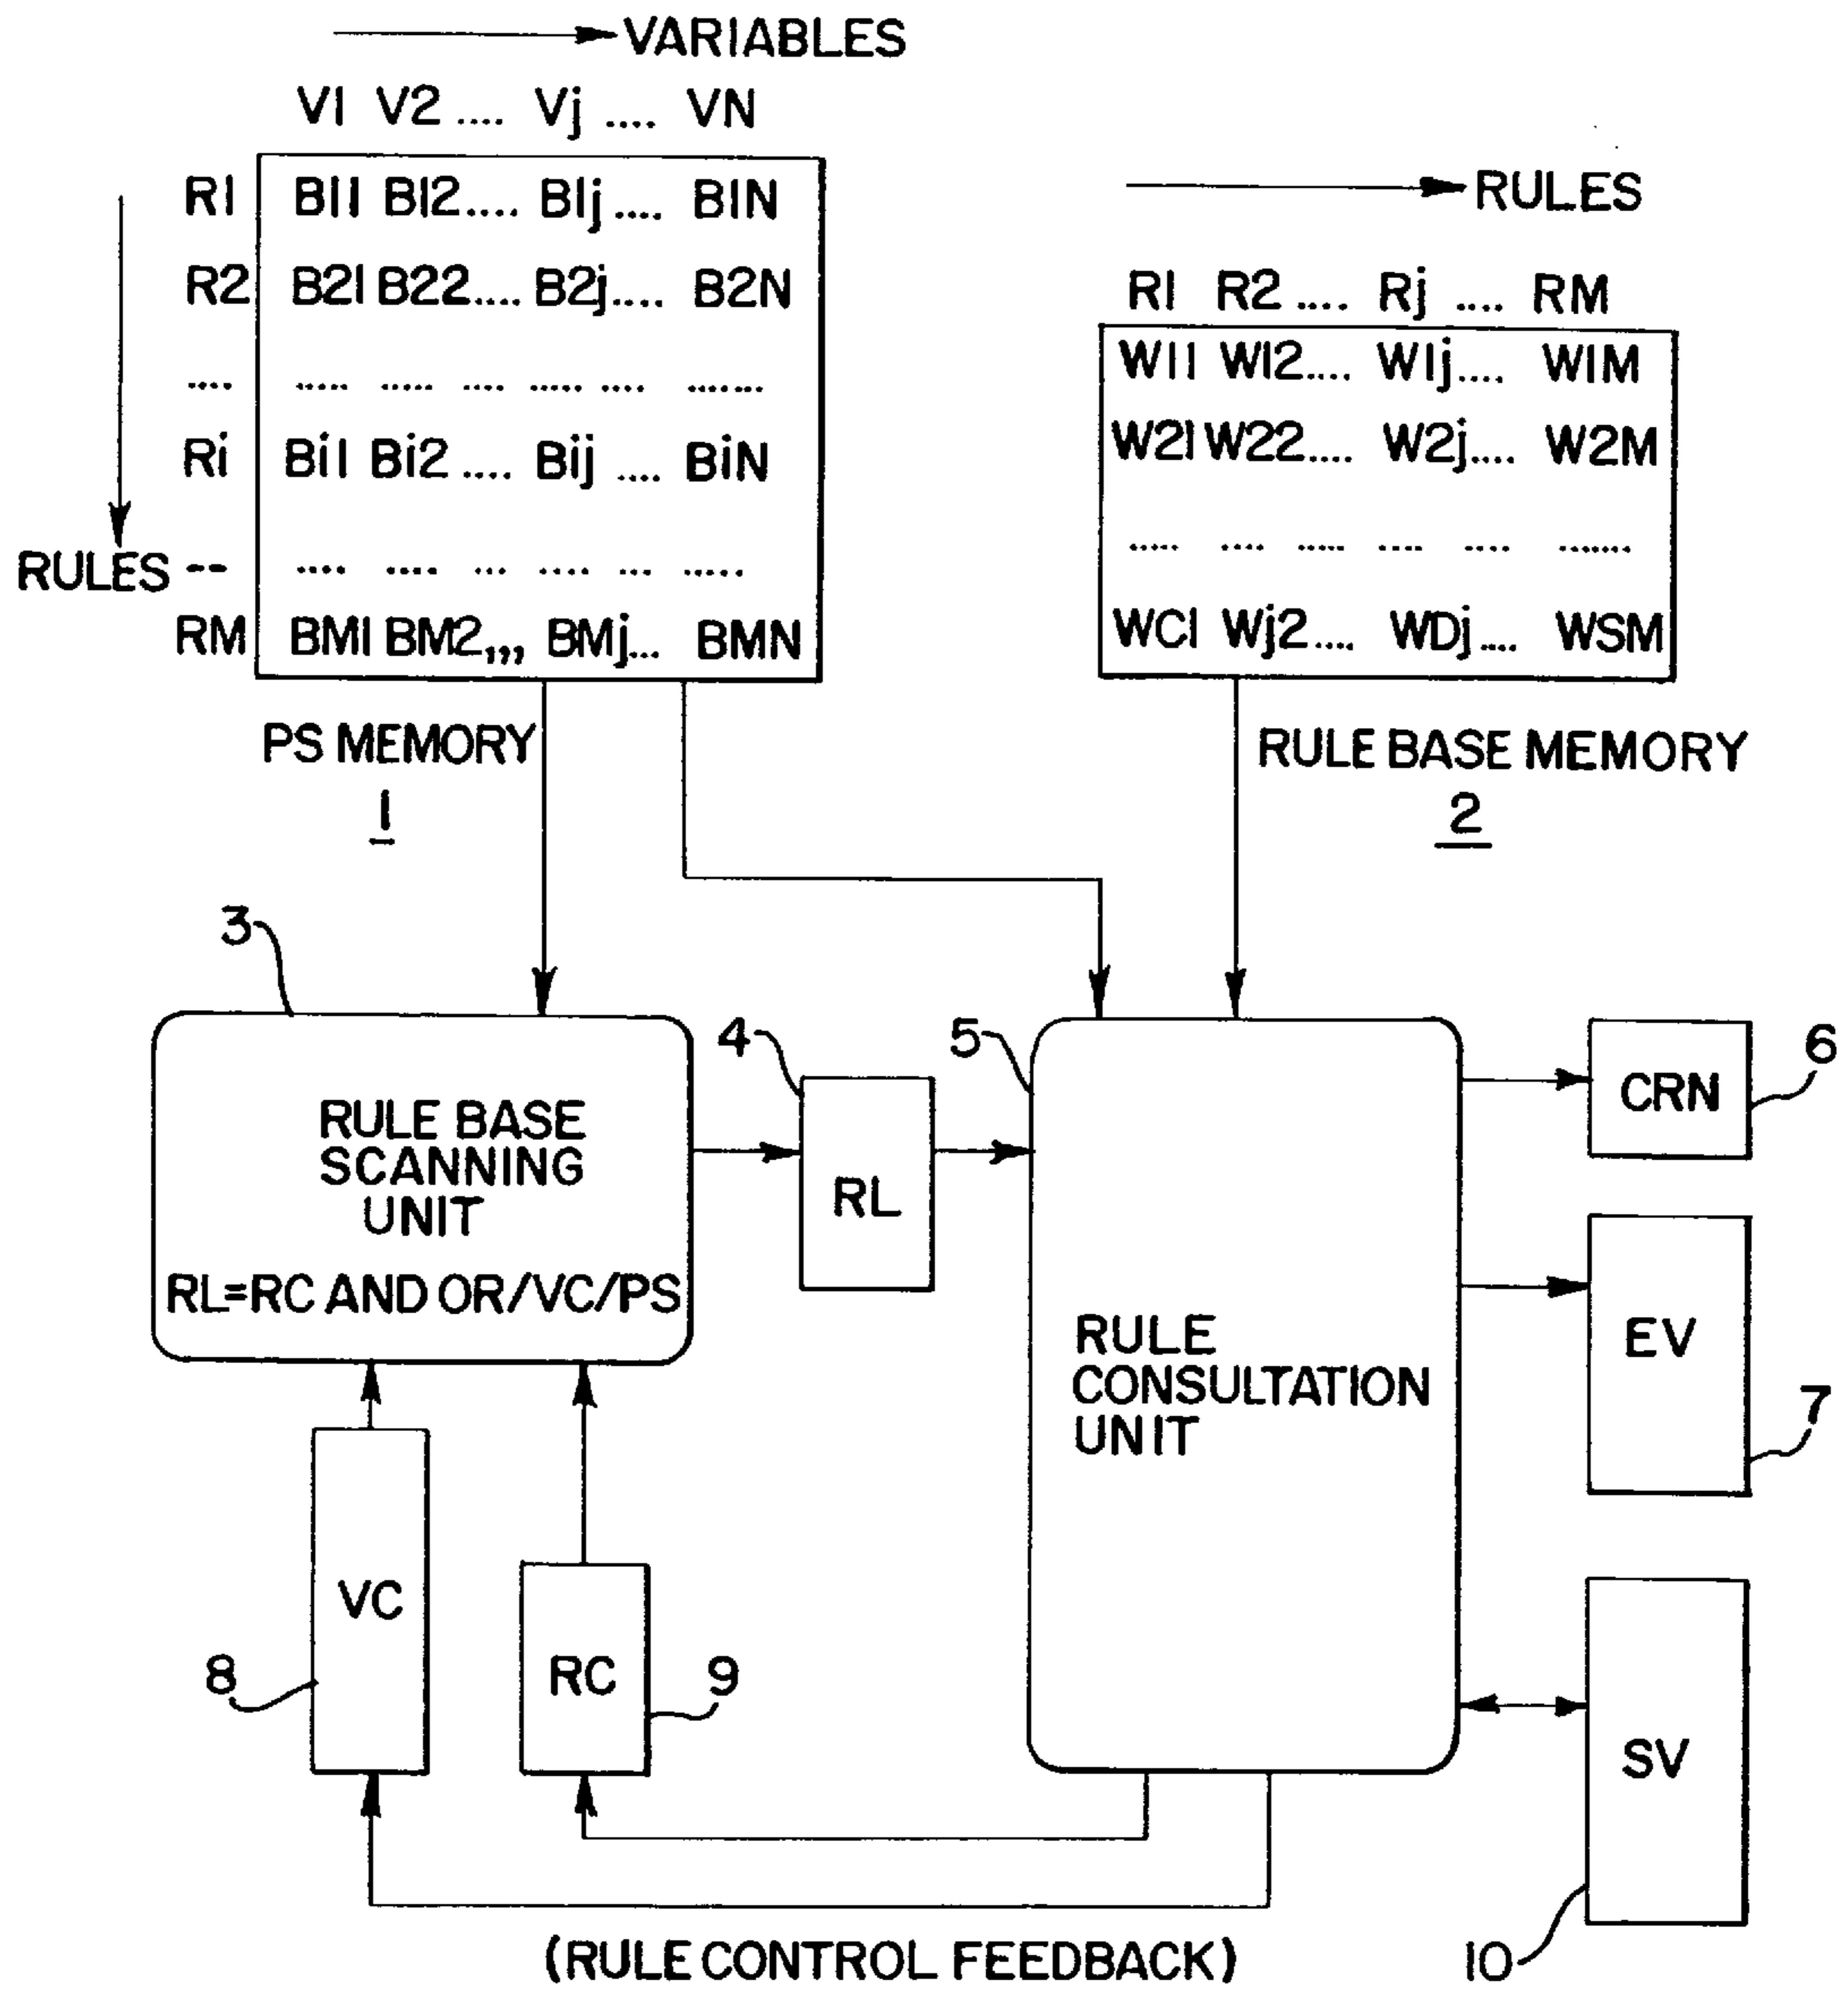 VARIABLES
V1 V2 .... Vj .... VN
R1 B11 B12.... B1j.... B1N
R2 B21 B22.... B2j.... B2N
.... ..... ..... .... ..... .... .......
Ri Bi1 Bi2 .... Bij .... BiN
RULES -- .... .... ... .... ... .....
RM BM1 BM2,,, BMj... BMN
PS MEMORY
1
RULES
R1 R2 .... Rj .... RM
W11 W12.... W1j.... W1M
W21 W22.... W2j.... W2M
..... .... ..... .... .... .......
WC1 Wj2.... WDj.... WSM
RULE BASE MEMORY
2
3
RULE BASE
SCANNING
UNIT
RL=RC AND OR/VC/PS
4
RL
5
RULE
CONSULTATION
UNIT
CRN
6
EV
7
VC
8
RC
9
SV
10
(RULE CONTROL FEEDBACK)